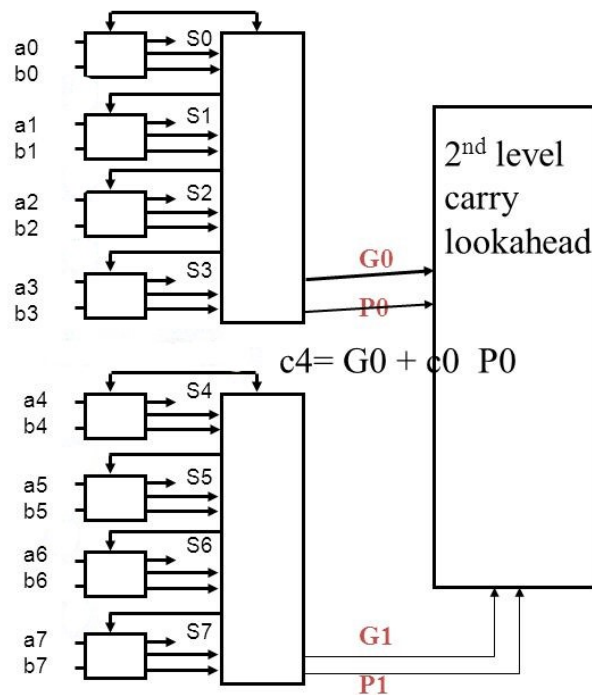 a0
b0
S0
a1
b1
S1
a2
b2
S2
a3
b3
S3
2nd level
carry
lookahead
G0
P0
c4= G0 + c0 P0
a4
b4
S4
a5
b5
S5
a6
b6
S6
a7
b7
S7
G1
P1